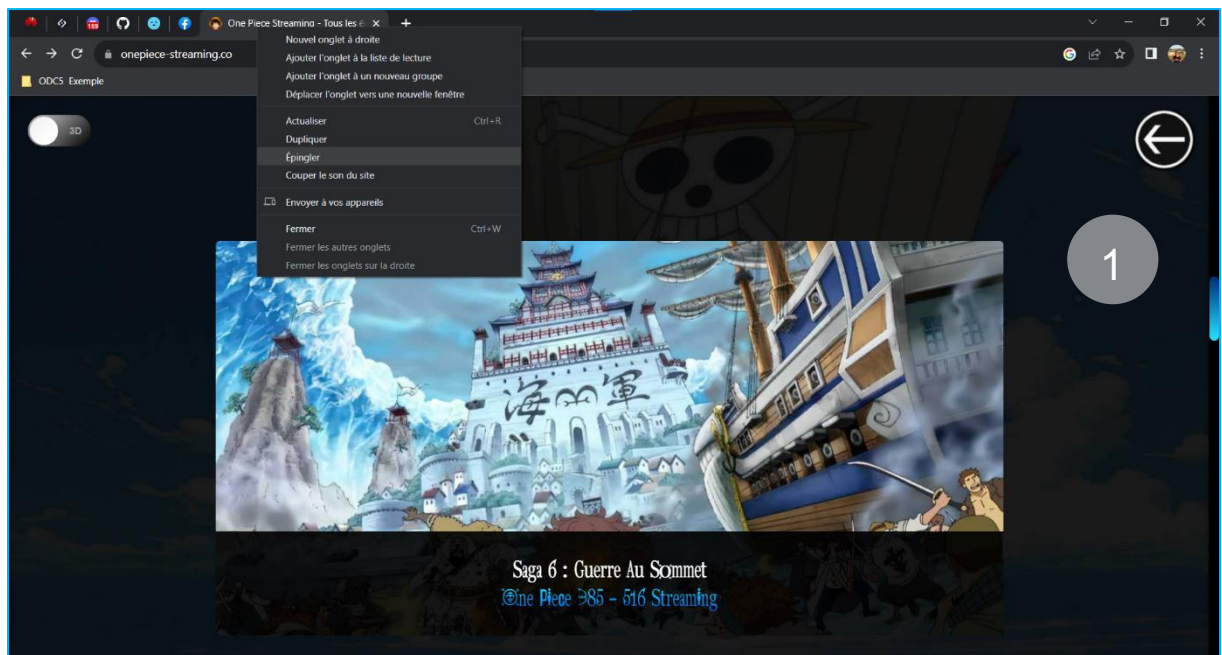 One Piece Streaming - Tous les é
onepiece-streaming.co
ODC5 Exemple
Nouvel onglet à droite
Ajouter l'onglet à la liste de lecture
Ajouter l'onglet à un nouveau groupe
Déplacer l'onglet vers une nouvelle fenêtre
Actualiser Ctrl+R
Dupliquer
Épingler
Couper le son du site
Envoyer à vos appareils
Fermer Ctrl+W
Fermer les autres onglets
Fermer les onglets sur la droite
3D
1
海軍
Saga 6 : Guerre Au Sommet
One Piece 385 - 516 Streaming